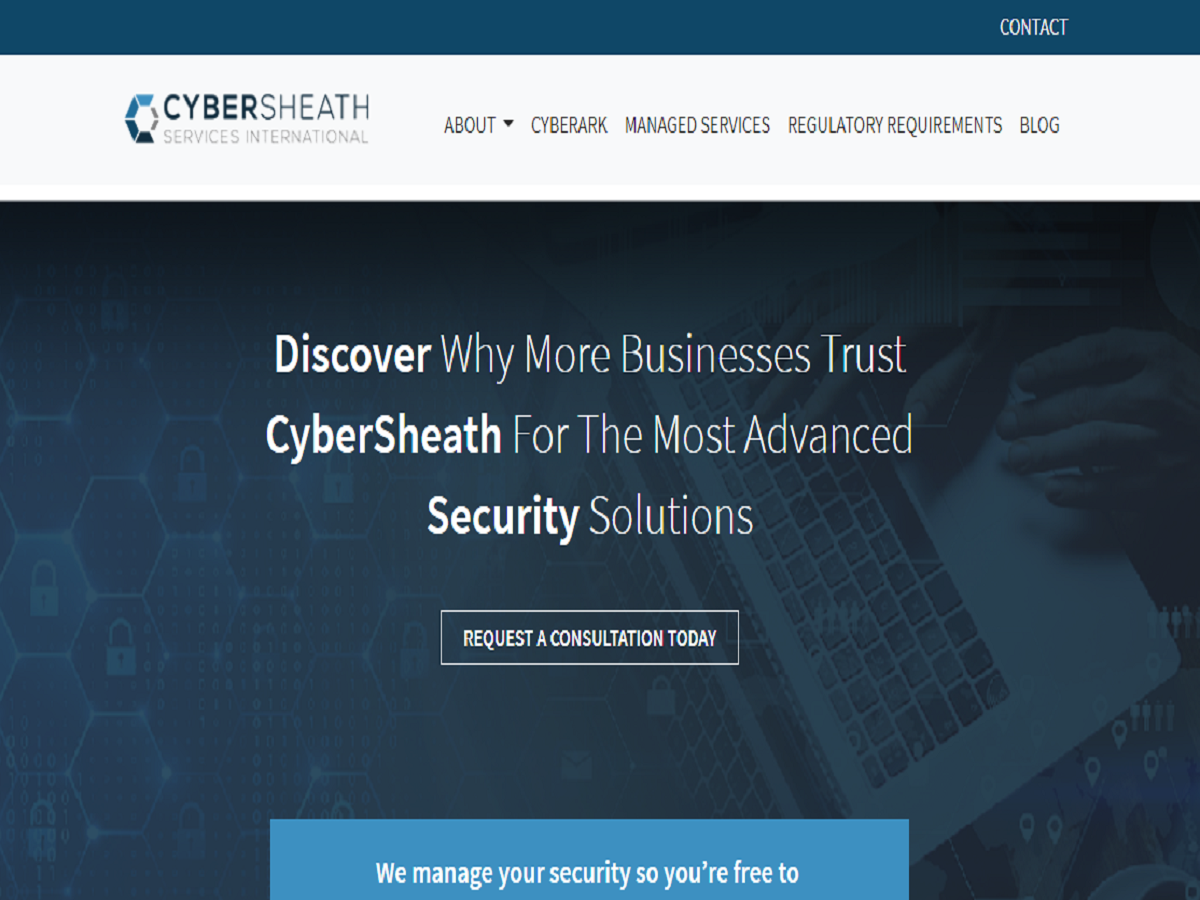 CONTACT
CYBERSHEATH
SERVICES INTERNATIONAL
ABOUT CYBERARK MANAGED SERVICES REGULATORY REQUIREMENTS BLOG
Discover Why More Businesses Trust
CyberSheath For The Most Advanced
Security Solutions
REQUEST A CONSULTATION TODAY
We manage your security so you’re free to